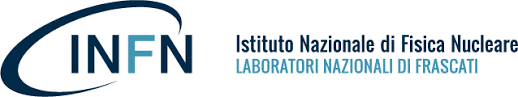 INFN
Istituto Nazionale di Fisica Nucleare
LABORATORI NAZIONALI DI FRASCATI